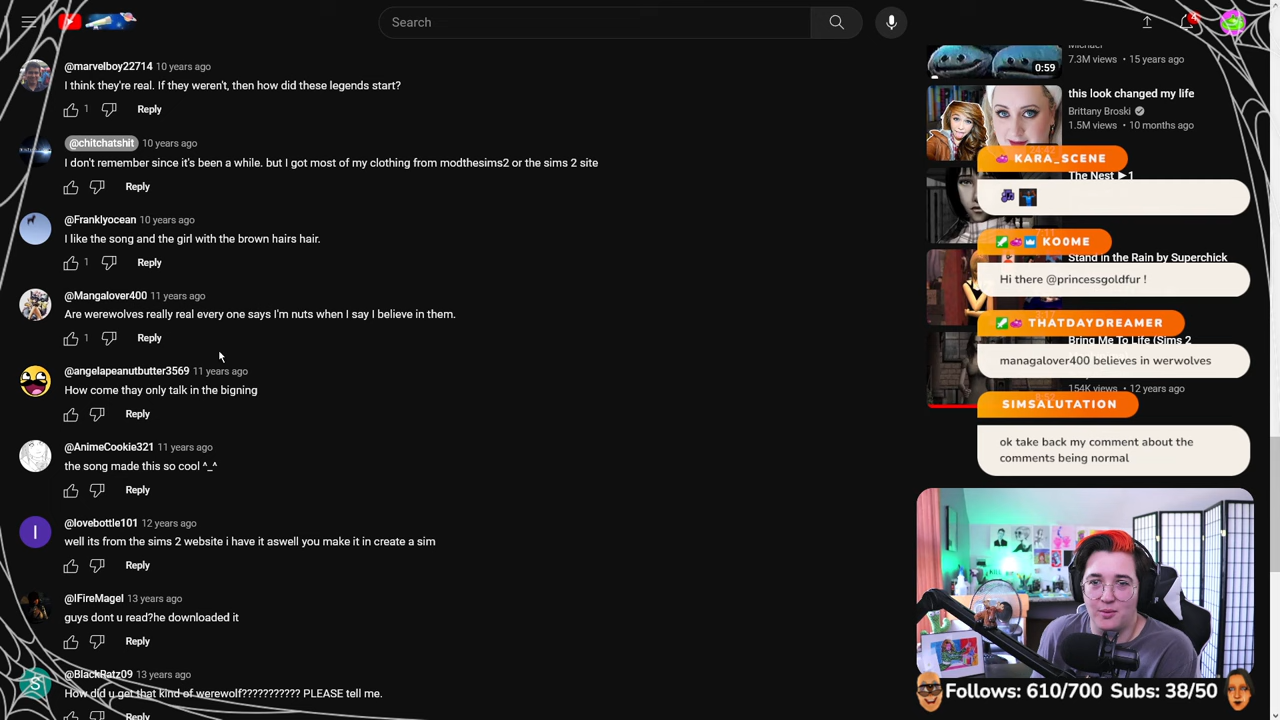 Search
4
@marvelboy22714 10 years ago
I think they're real. If they weren't, then how did these legends start?
1 Reply
@chitchatshit 10 years ago
I don't remember since it's been a while. but I got most of my clothing from modthesims2 or the sims 2 site
Reply
@Franklyocean 10 years ago
I like the song and the girl with the brown hairs hair.
1 Reply
@Mangalover400 11 years ago
Are werewolves really real every one says I'm nuts when I say I believe in them.
1 Reply
@angelapeanutbutter3569 11 years ago
How come thay only talk in the bigning
Reply
@AnimeCookie321 11 years ago
the song made this so cool ^_^
Reply
I
@lovebottle101 12 years ago
well its from the sims 2 website i have it aswell you make it in create a sim
Reply
@IFireMageI 13 years ago
guys dont u read?he downloaded it
Reply
S
@BlackBatz09 13 years ago
How did u get that kind of werewolf??????????? PLEASE tell me.
Reply
Michael
7.3M views • 15 years ago
0:59
this look changed my life
Brittany Broski
1.5M views • 10 months ago
KARA_SCENE
The Nest ►1
KO0ME
Stand in the Rain by Superchick
Hi there @princessgoldfur !
THATDAYDREAMER
Bring Me To Life (Sims 2
managalover400 believes in werwolves
154K views • 12 years ago
SIMSALUTATION
ok take back my comment about the
comments being normal
Follows: 610/700 Subs: 38/50